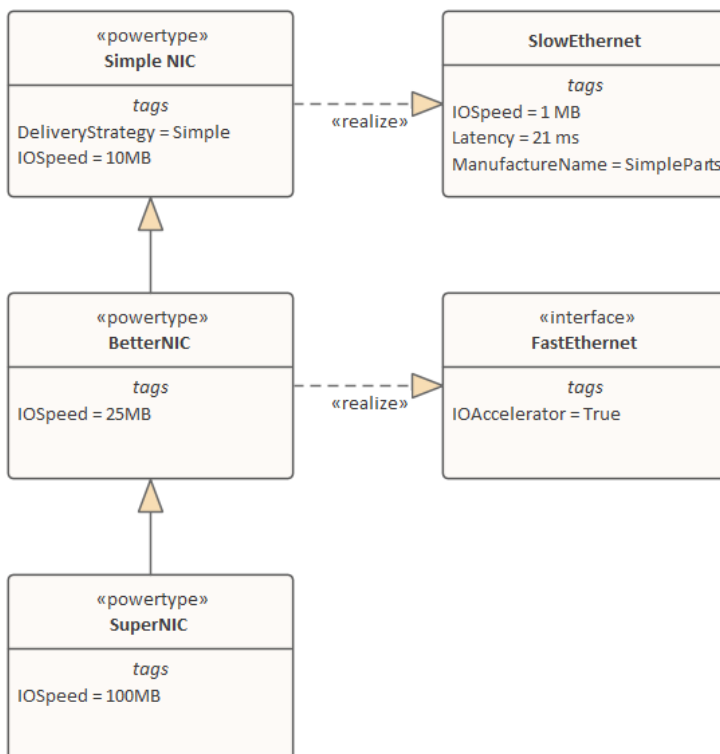 «powertype»
Simple NIC
tags
DeliveryStrategy = Simple
IOSpeed = 10MB
«realize»
SlowEthernet
tags
IOSpeed = 1 MB
Latency = 21 ms
ManufactureName = SimpleParts
«powertype»
BetterNIC
tags
IOSpeed = 25MB
«realize»
«interface»
FastEthernet
tags
IOAccelerator = True
«powertype»
SuperNIC
tags
IOSpeed = 100MB